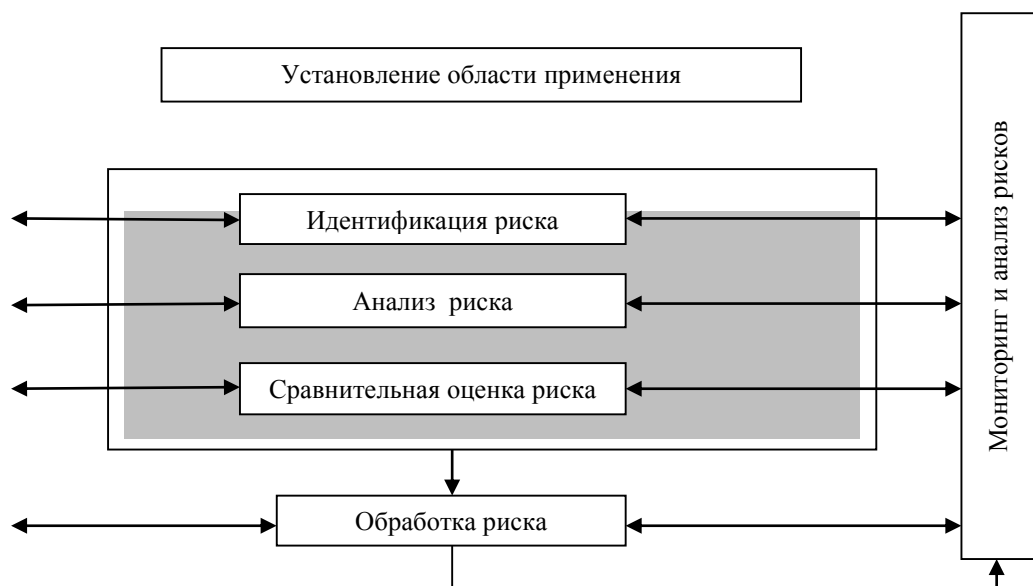 Установление области применения
Идентификация риска
Анализ  риска
Сравнительная оценка риска
Обработка риска
Мониторинг и анализ рисков